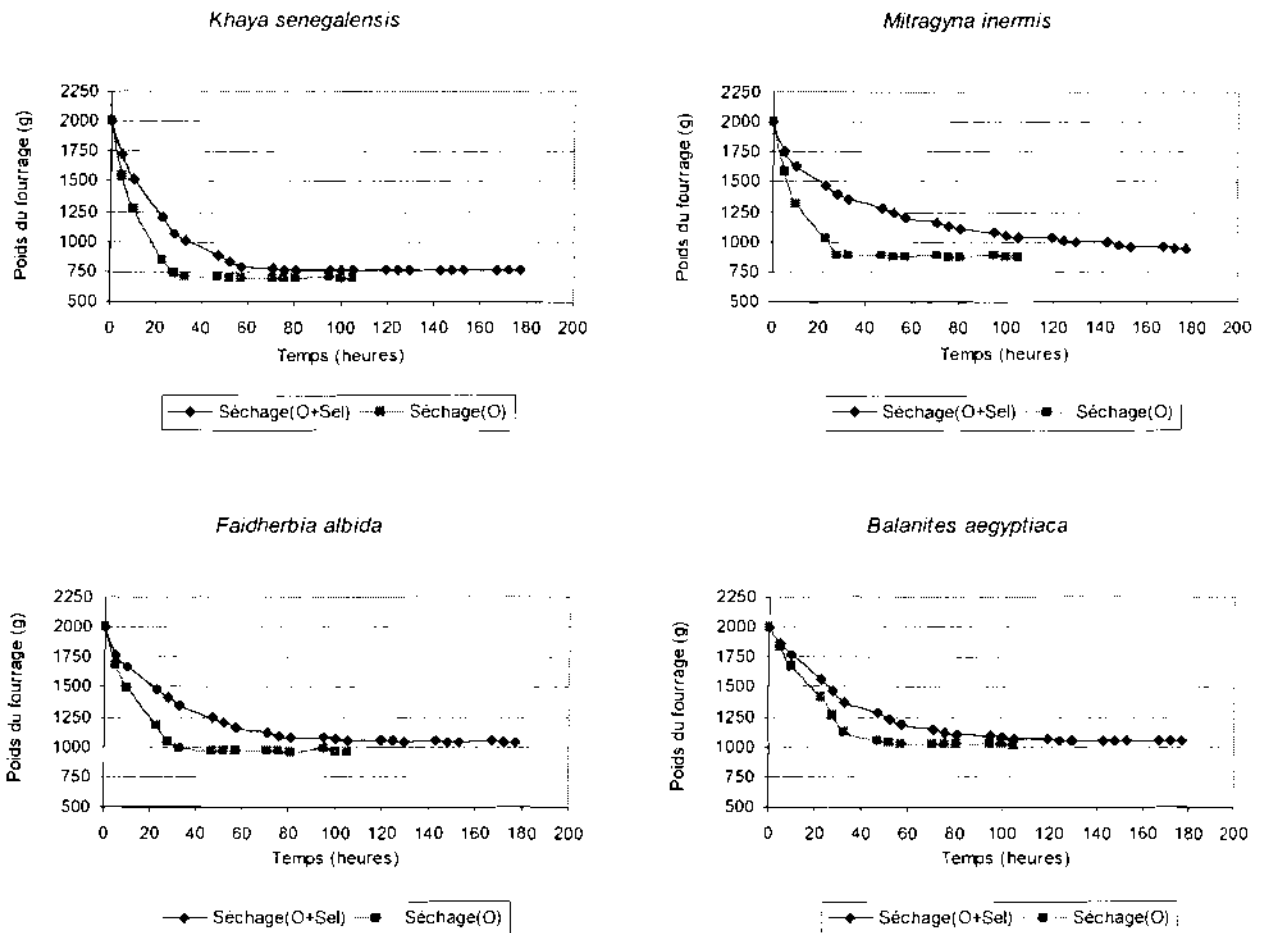 Khaya senegalensis
Poids du fourrage (g)
2250
2000
1750
1500
1250
1000
750
500
0 20 40 60 80 100 120 140 160 180 200
Temps (heures)
Séchage(O+Sel) Séchage(O)
Mitragyna inermis
Poids du fourrage (g)
2250
2000
1750
1500
1250
1000
750
500
0 20 40 60 80 100 120 140 160 180 200
Temps (heures)
Séchage(O+Sel) Séchage(O)
Faidherbia albida
Poids du fourrage (g)
2250
2000
1750
1500
1250
1000
750
500
0 20 40 60 80 100 120 140 160 180 200
Temps (heures)
Séchage(O+Sel) Séchage(O)
Balanites aegyptiaca
Poids du fourrage (g)
2250
2000
1750
1500
1250
1000
750
500
0 20 40 60 80 100 120 140 160 180 200
Temps (heures)
Séchage(O+Sel) Séchage(O)